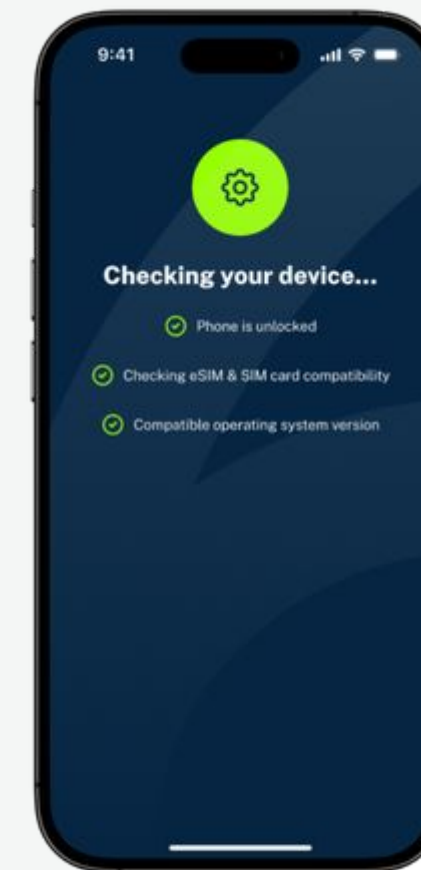 9:41
Checking your device...
Phone is unlocked
Checking eSIM & SIM card compatibility
Compatible operating system version